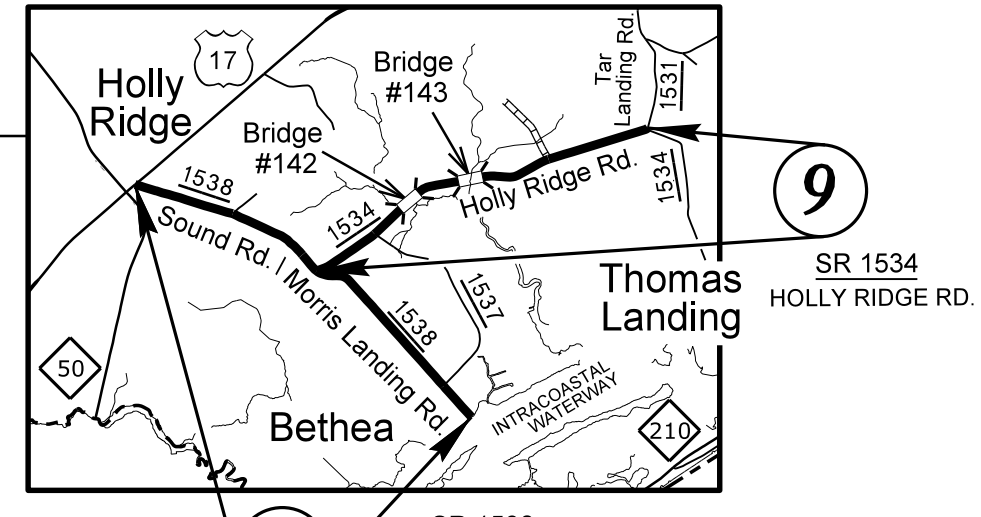 17
Holly
Ridge
Bridge
#143
Bridge
#142
Tar
Landing Rd.
1531
1538
1534
Holly Ridge Rd.
1534
9
SR 1534
HOLLY RIDGE RD.
Sound Rd. | Morris Landing Rd.
1537
1538
Thomas
Landing
50
Bethea
INTRACOASTAL
WATERWAY
210